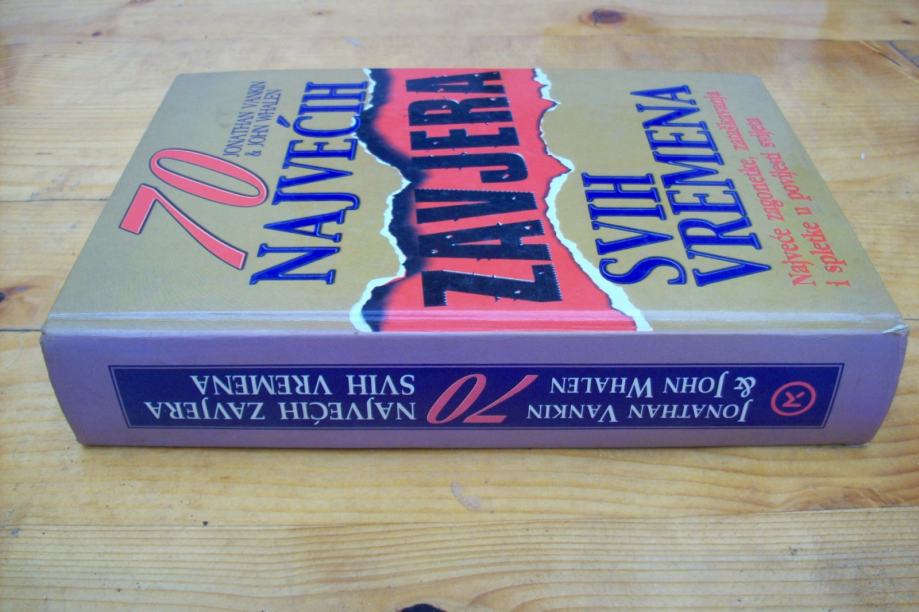 70
JONATHAN VANKIN
& JOHN WHALEN
NAJVEĆIH
ZAVJERA
SVIH
VREMENA
Najveće zagonetke, zataškavanja
i spletke u povijesti svijeta
JONATHAN VANKIN
& JOHN WHALEN
70
NAJVEĆIH ZAVJERA
SVIH VREMENA